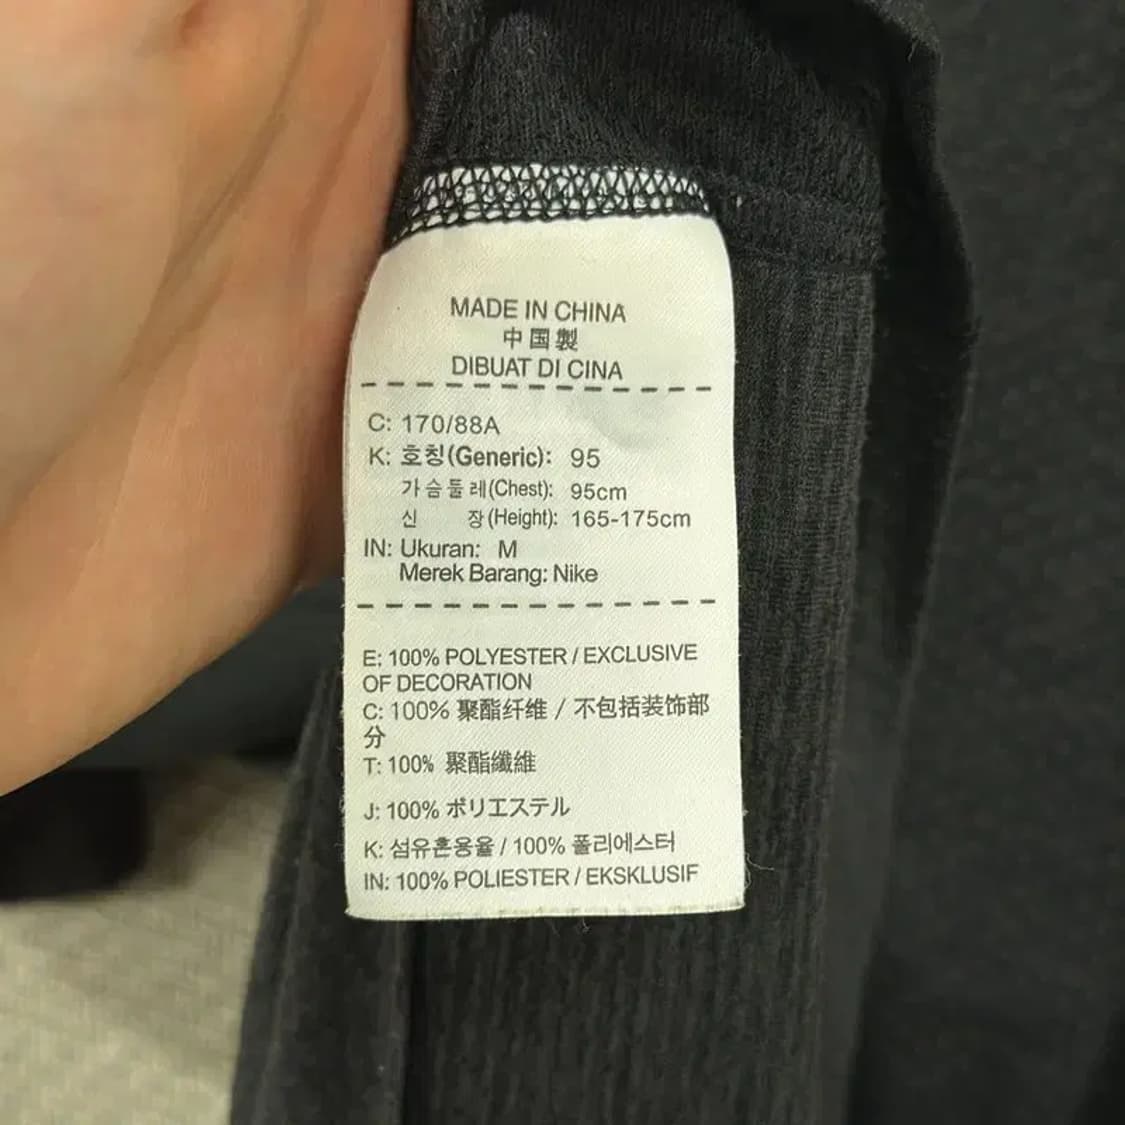 MADE IN CHINA
中国製
DIBUAT DI CINA
C: 170/88A
K: 호칭(Generic): 95
가슴둘레(Chest): 95cm
신 장(Height): 165-175cm
IN: Ukuran: M
Merek Barang: Nike
E: 100% POLYESTER / EXCLUSIVE
OF DECORATION
C: 100% 聚酯纤维 / 不包括装饰部
分
T: 100% 聚酯纖維
J: 100% ポリエステル
K: 섬유혼용율 / 100% 폴리에스터
IN: 100% POLIESTER / EKSKLUSIF